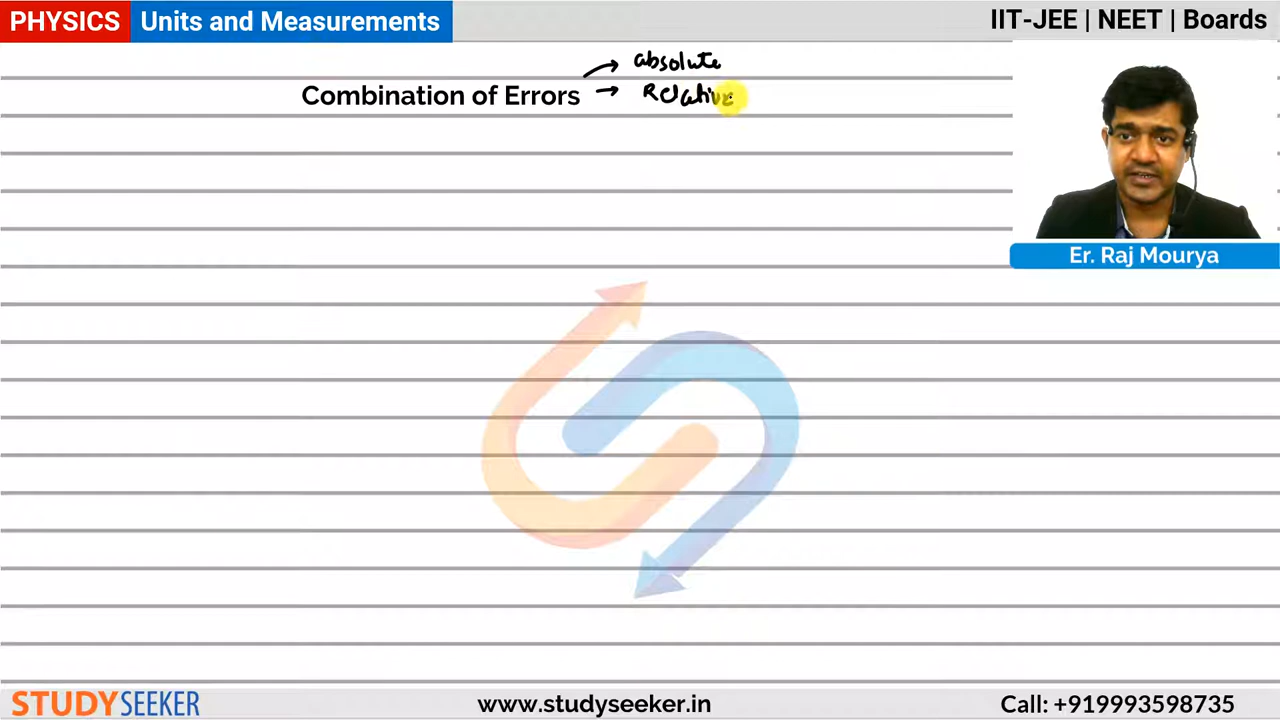 PHYSICS Units and Measurements
IIT-JEE | NEET | Boards
absolute
Combination of Errors
Relative
Er. Raj Mourya
STUDYSEEKER
www.studyseeker.in
Call: +919993598735